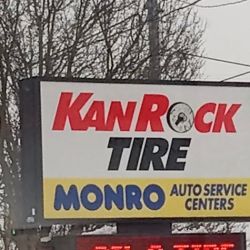 KANROCK
TIRE
MONRO AUTO SERVICE
CENTERS